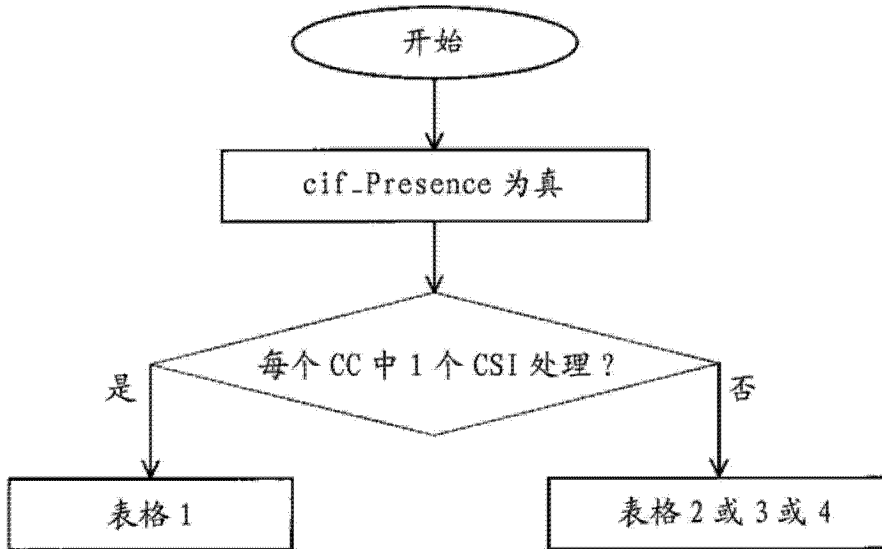 开始
cif_Presence 为真
每个 CC 中 1 个 CSI 处理？
是
否
表格 1
表格 2 或 3 或 4